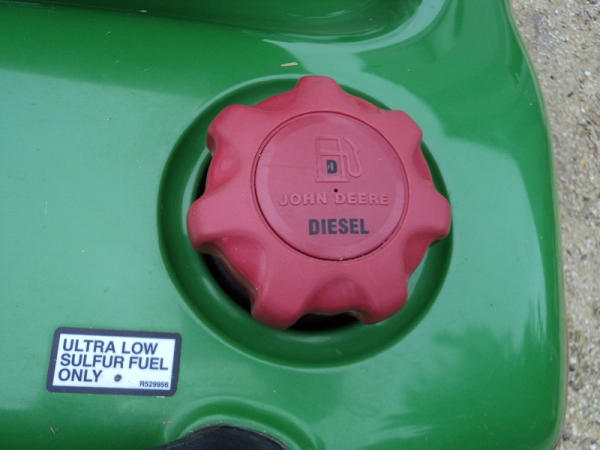 D
JOHN DEERE
DIESEL
ULTRA LOW
SULFUR FUEL
ONLY
R529956